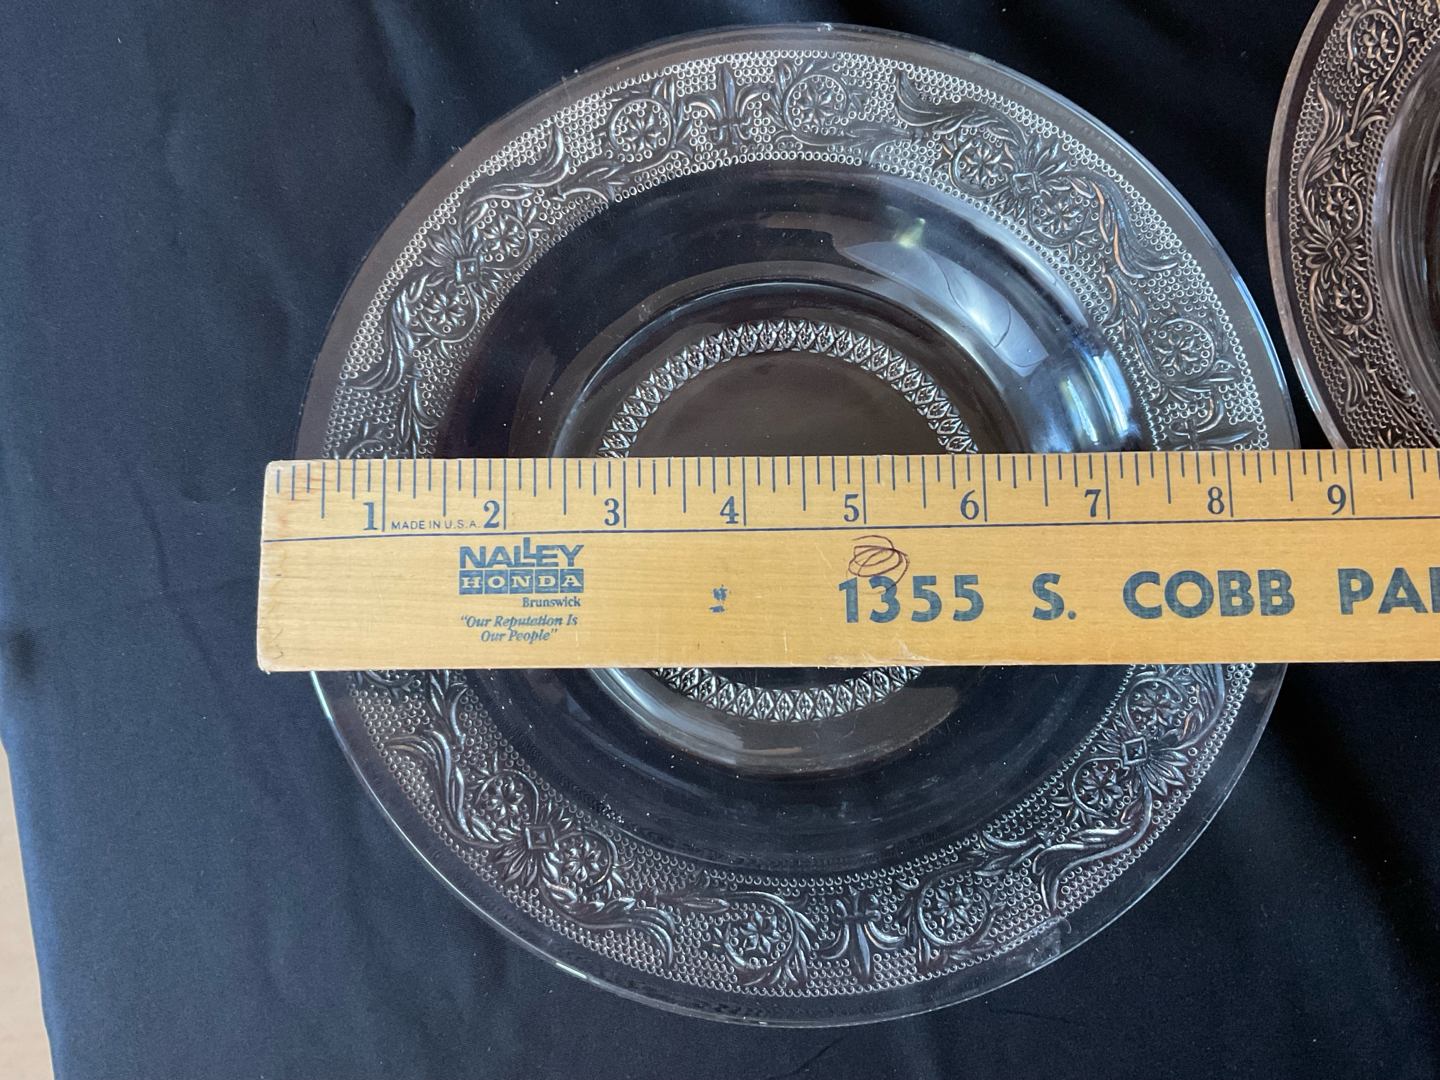 1 2 3 4 5 6 7 8 9
MADE IN U.S.A.
NALLEY
HONDA
Brunswick
"Our Reputation Is
Our People"
1355 S. COBB PAR